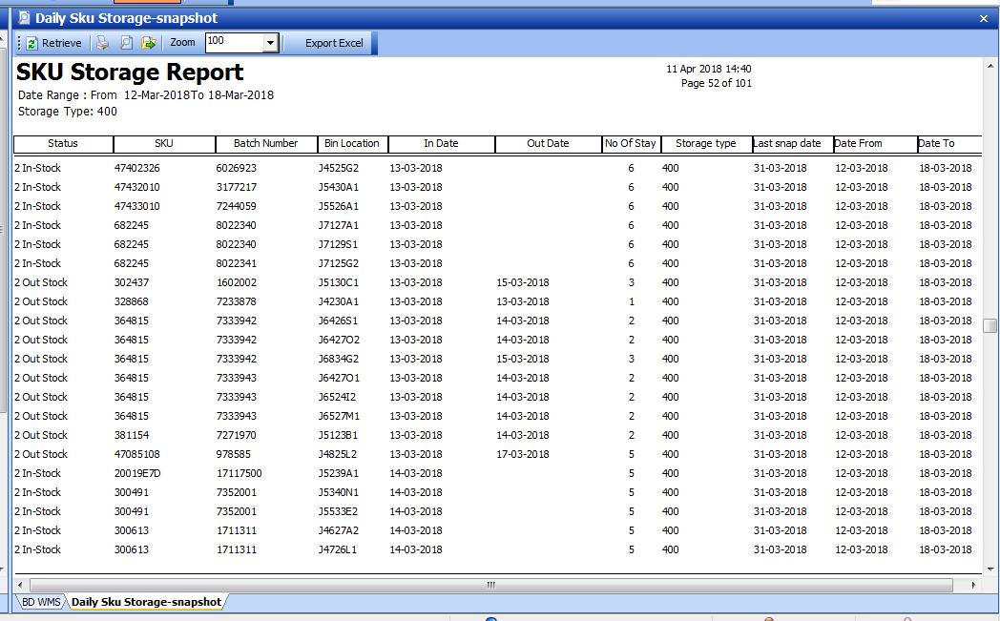 Daily Sku Storage-snapshot
Retrieve Zoom 100 Export Excel
SKU Storage Report
11 Apr 2018 14:40
Date Range : From 12-Mar-2018To 18-Mar-2018
Page 52 of 101
Storage Type: 400
Status SKU Batch Number Bin Location In Date Out Date No Of Stay Storage type Last snap date Date From Date To
2 In-Stock 47402326 6026923 J4525G2 13-03-2018 6 400 31-03-2018 12-03-2018 18-03-2018
2 In-Stock 47432010 3177217 J5430A1 13-03-2018 6 400 31-03-2018 12-03-2018 18-03-2018
2 In-Stock 47433010 7244059 J5526A1 13-03-2018 6 400 31-03-2018 12-03-2018 18-03-2018
2 In-Stock 682245 8022340 J7127A1 13-03-2018 6 400 31-03-2018 12-03-2018 18-03-2018
2 In-Stock 682245 8022340 J7129S1 13-03-2018 6 400 31-03-2018 12-03-2018 18-03-2018
2 In-Stock 682245 8022341 J7125G2 13-03-2018 6 400 31-03-2018 12-03-2018 18-03-2018
2 Out Stock 302437 1602002 J5130C1 13-03-2018 15-03-2018 3 400 31-03-2018 12-03-2018 18-03-2018
2 Out Stock 328868 7233878 J4230A1 13-03-2018 13-03-2018 1 400 31-03-2018 12-03-2018 18-03-2018
2 Out Stock 364815 7333942 J6426S1 13-03-2018 14-03-2018 2 400 31-03-2018 12-03-2018 18-03-2018
2 Out Stock 364815 7333942 J6427O2 13-03-2018 14-03-2018 2 400 31-03-2018 12-03-2018 18-03-2018
2 Out Stock 364815 7333942 J6834G2 13-03-2018 15-03-2018 3 400 31-03-2018 12-03-2018 18-03-2018
2 Out Stock 364815 7333943 J6427O1 13-03-2018 14-03-2018 2 400 31-03-2018 12-03-2018 18-03-2018
2 Out Stock 364815 7333943 J6524I2 13-03-2018 14-03-2018 2 400 31-03-2018 12-03-2018 18-03-2018
2 Out Stock 364815 7333943 J6527M1 13-03-2018 14-03-2018 2 400 31-03-2018 12-03-2018 18-03-2018
2 Out Stock 381154 7271970 J5123B1 13-03-2018 14-03-2018 2 400 31-03-2018 12-03-2018 18-03-2018
2 Out Stock 47085108 978585 J4825L2 13-03-2018 17-03-2018 5 400 31-03-2018 12-03-2018 18-03-2018
2 In-Stock 20019E7D 17117500 J5239A1 14-03-2018 5 400 31-03-2018 12-03-2018 18-03-2018
2 In-Stock 300491 7352001 J5340N1 14-03-2018 5 400 31-03-2018 12-03-2018 18-03-2018
2 In-Stock 300491 7352001 J5533E2 14-03-2018 5 400 31-03-2018 12-03-2018 18-03-2018
2 In-Stock 300613 1711311 J4627A2 14-03-2018 5 400 31-03-2018 12-03-2018 18-03-2018
2 In-Stock 300613 1711311 J4726L1 14-03-2018 5 400 31-03-2018 12-03-2018 18-03-2018
BD WMS Daily Sku Storage-snapshot